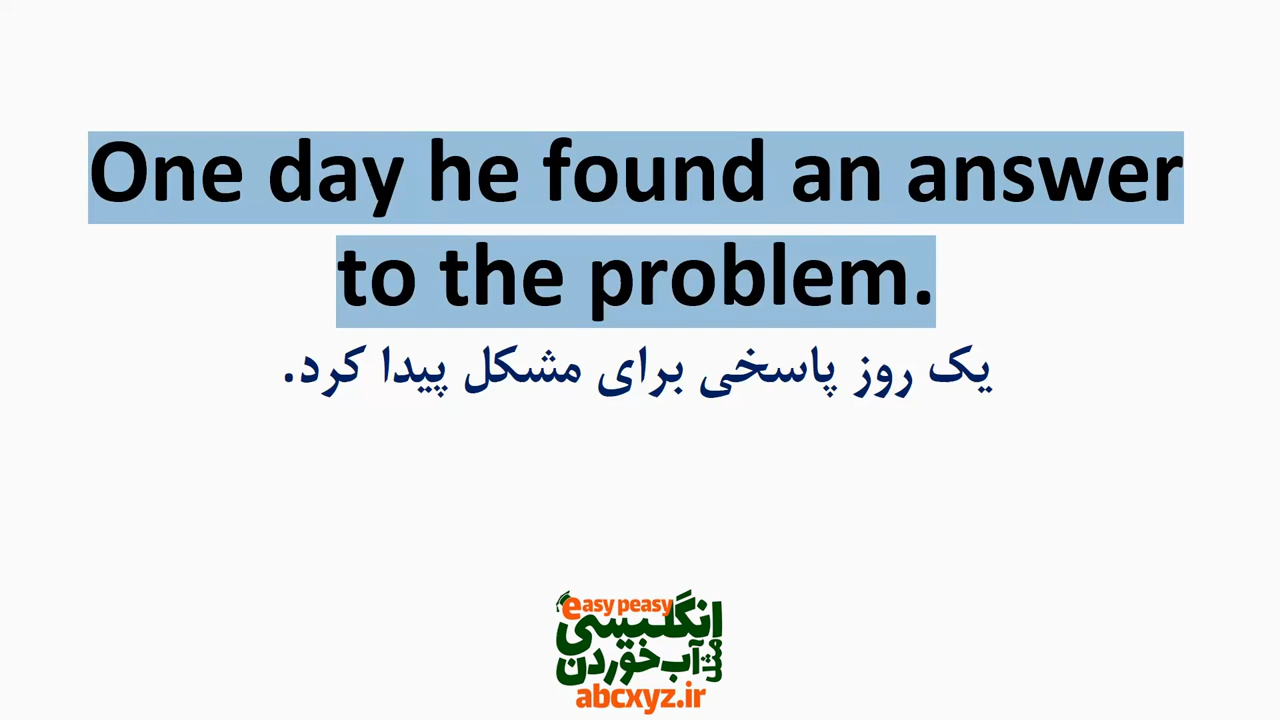 One day he found an answer
to the problem.
یک روز پاسخی برای مشکل پیدا کرد.
easy peasy
انگلیسی
مثل آب خوردن
abcxyz.ir